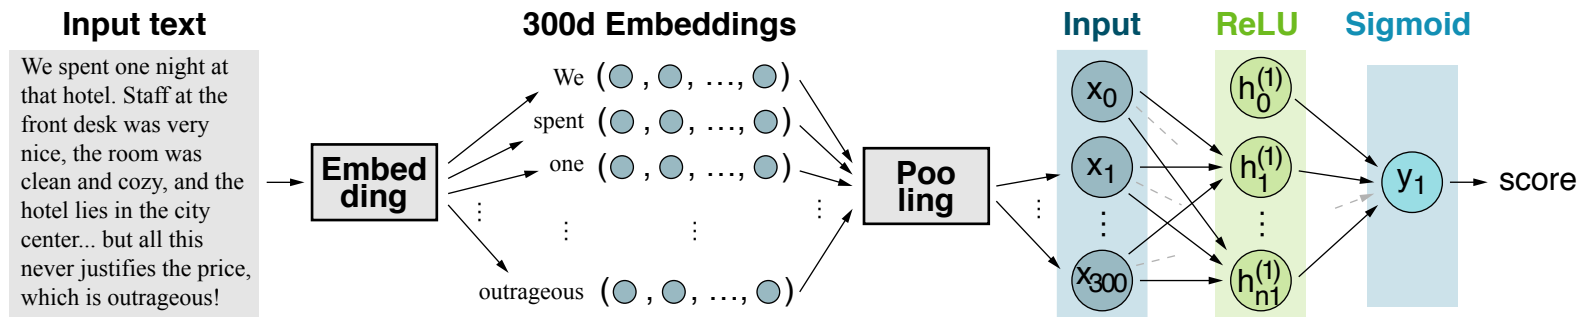 Input text
We spent one night at
that hotel. Staff at the
front desk was very
nice, the room was
clean and cozy, and the
hotel lies in the city
center... but all this
never justifies the price,
which is outrageous!
Embed
ding
300d Embeddings
We ( , , ..., )
spent ( , , ..., )
one ( , , ..., )
outrageous ( , , ..., )
Poo
ling
Input
x₀
x₁
x₃₀₀
ReLU
h₀⁽¹⁾
h₁⁽¹⁾
hₙ₁⁽¹⁾
Sigmoid
y₁
score